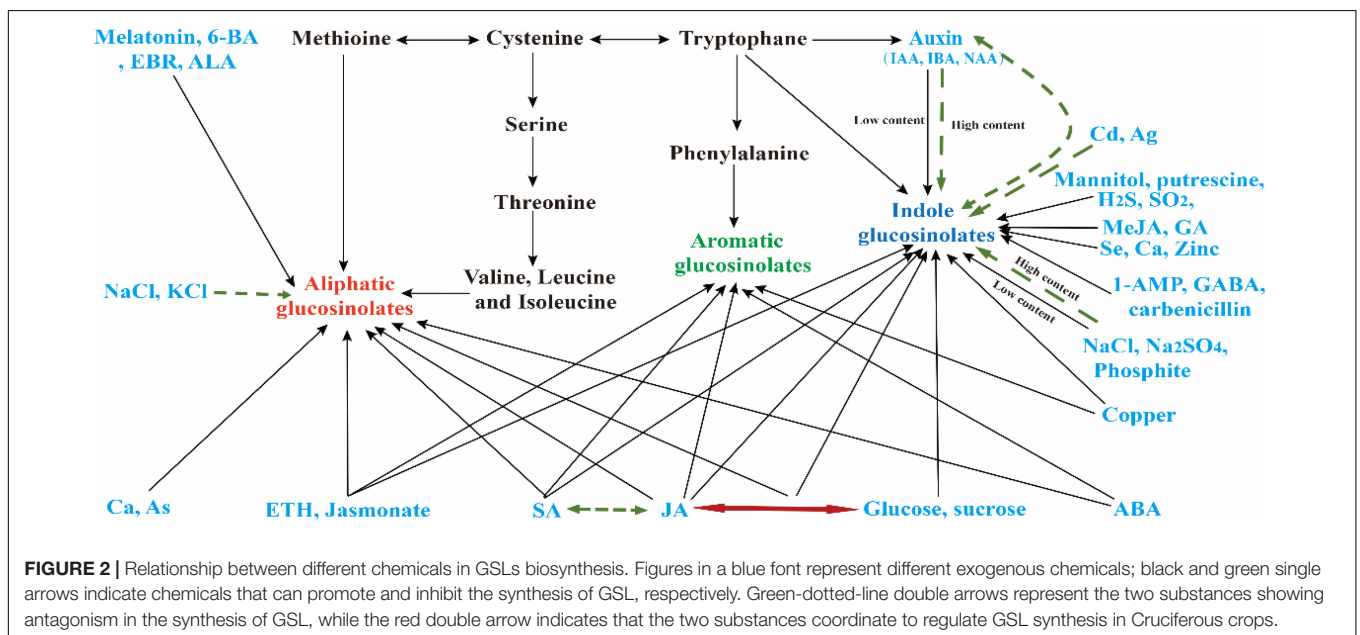 Melatonin, 6-BA
, EBR, ALA
Methioine
Cystenine
Tryptophane
Auxin
(IAA, IBA, NAA)
Low content
High content
Serine
Phenylalanine
Cd, Ag
Threonine
Mannitol, putrescine,
H2S, SO2,
Indole
glucosinolates
MeJA, GA
Se, Ca, Zinc
Aromatic
glucosinolates
NaCl, KCl
Aliphatic
glucosinolates
Valine, Leucine
and Isoleucine
High content
Low content
1-AMP, GABA,
carbenicillin
NaCl, Na2SO4,
Phosphite
Copper
Ca, As
ETH, Jasmonate
SA
JA
Glucose, sucrose
ABA
FIGURE 2 | Relationship between different chemicals in GSLs biosynthesis. Figures in a blue font represent different exogenous chemicals; black and green single
arrows indicate chemicals that can promote and inhibit the synthesis of GSL, respectively. Green-dotted-line double arrows represent the two substances showing
antagonism in the synthesis of GSL, while the red double arrow indicates that the two substances coordinate to regulate GSL synthesis in Cruciferous crops.